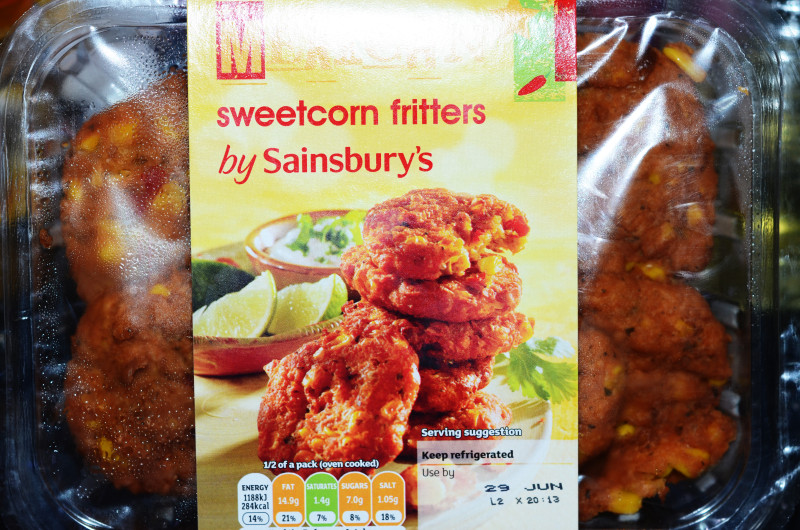 sweetcorn fritters
by Sainsbury's
Serving suggestion
Keep refrigerated
Use by
29 JUN
L2 X 20:13
1/2 of a pack (oven cooked)
ENERGY 1188kJ 284kcal 14%
FAT 14.9g 21%
SATURATES 1.4g 7%
SUGARS 7.0g 8%
SALT 1.05g 18%